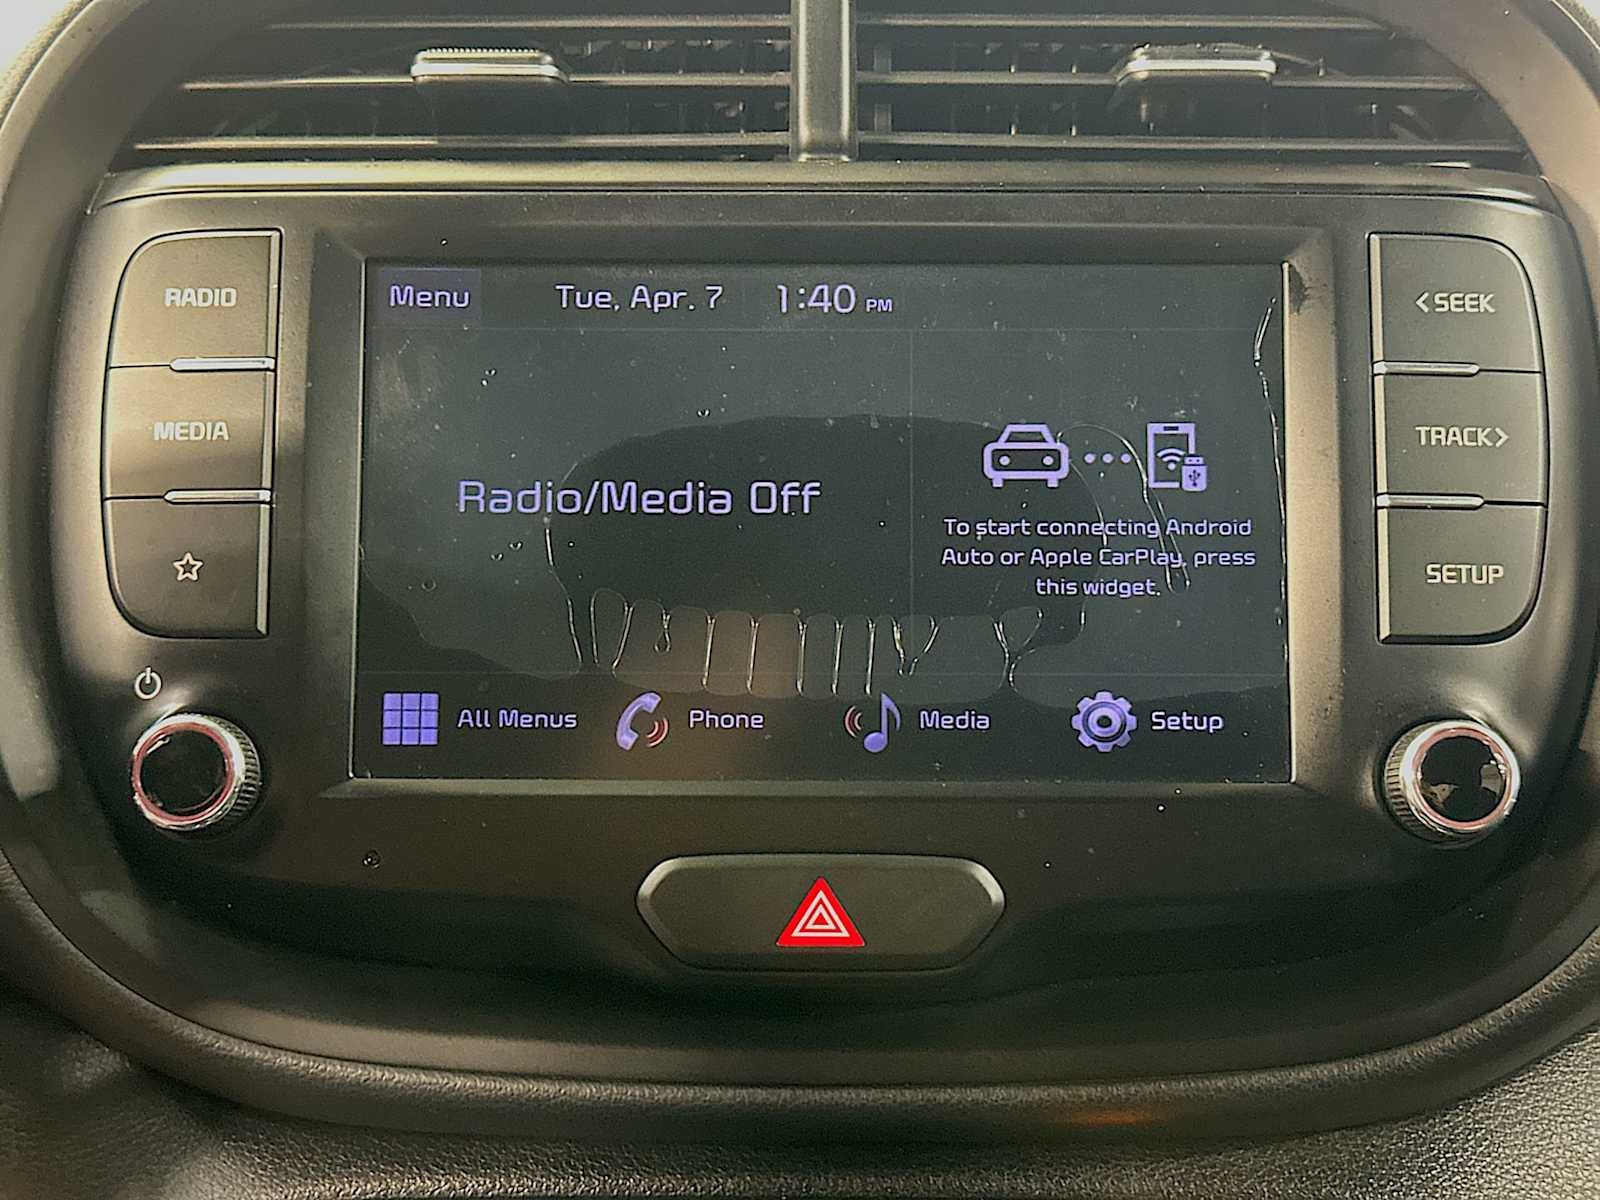 RADIO
MEDIA
Menu
Tue, Apr. 7
1:40 PM
Radio/Media Off
To start connecting Android
Auto or Apple CarPlay, press
this widget.
All Menus
Phone
Media
Setup
< SEEK
TRACK >
SETUP